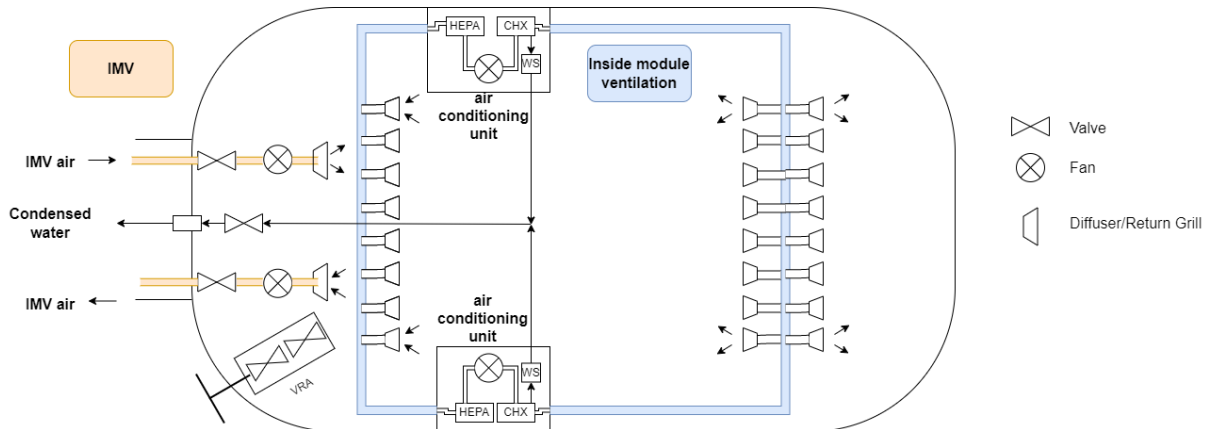 HEPA
CHX
WS
IMV
Inside module
ventilation
air
conditioning
unit
Valve
IMV air
Fan
Condensed
water
Diffuser/Return Grill
IMV air
air
conditioning
unit
WS
VRA
HEPA
CHX